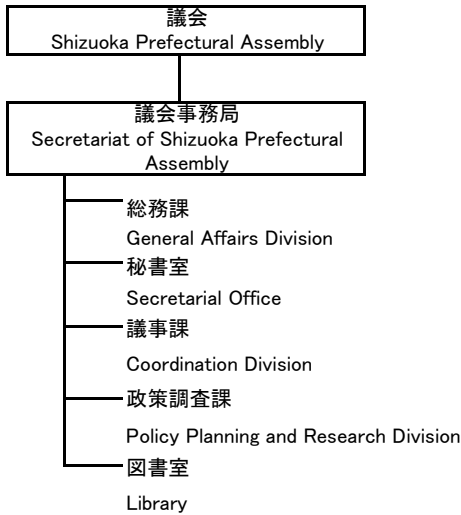 議会
Shizuoka Prefectural Assembly
議会事務局
Secretariat of Shizuoka Prefectural
Assembly
総務課
General Affairs Division
秘書室
Secretarial Office
議事課
Coordination Division
政策調査課
Policy Planning and Research Division
図書室
Library